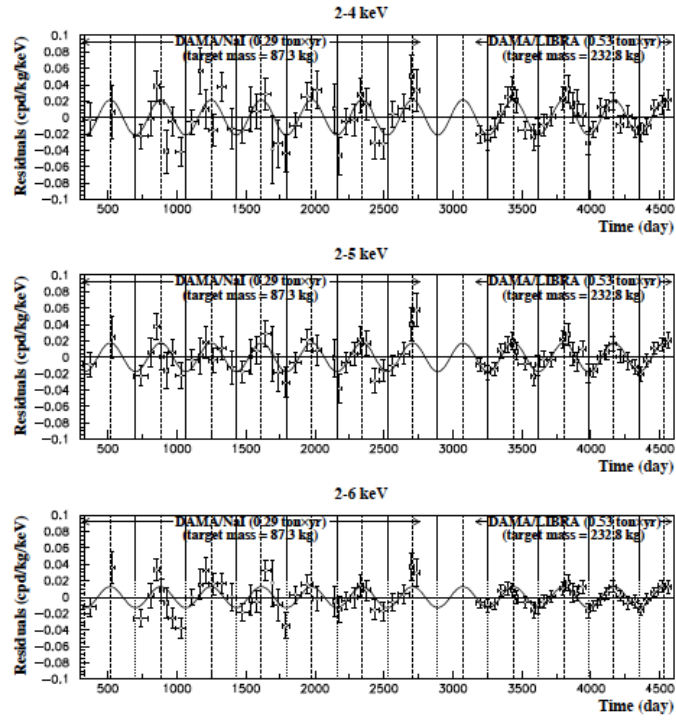 2-4 keV
Residuals (cpd/kg/keV)
0.1
0.08
0.06
0.04
0.02
0
−0.02
−0.04
−0.06
−0.08
−0.1
DAMA/NaI (0.29 ton×yr)
(target mass = 87.3 kg)
DAMA/LIBRA (0.53 ton×yr)
(target mass = 232.8 kg)
500 1000 1500 2000 2500 3000 3500 4000 4500
Time (day)
2-5 keV
Residuals (cpd/kg/keV)
0.1
0.08
0.06
0.04
0.02
0
−0.02
−0.04
−0.06
−0.08
−0.1
DAMA/NaI (0.29 ton×yr)
(target mass = 87.3 kg)
DAMA/LIBRA (0.53 ton×yr)
(target mass = 232.8 kg)
500 1000 1500 2000 2500 3000 3500 4000 4500
Time (day)
2-6 keV
Residuals (cpd/kg/keV)
0.1
0.08
0.06
0.04
0.02
0
−0.02
−0.04
−0.06
−0.08
−0.1
DAMA/NaI (0.29 ton×yr)
(target mass = 87.3 kg)
DAMA/LIBRA (0.53 ton×yr)
(target mass = 232.8 kg)
500 1000 1500 2000 2500 3000 3500 4000 4500
Time (day)